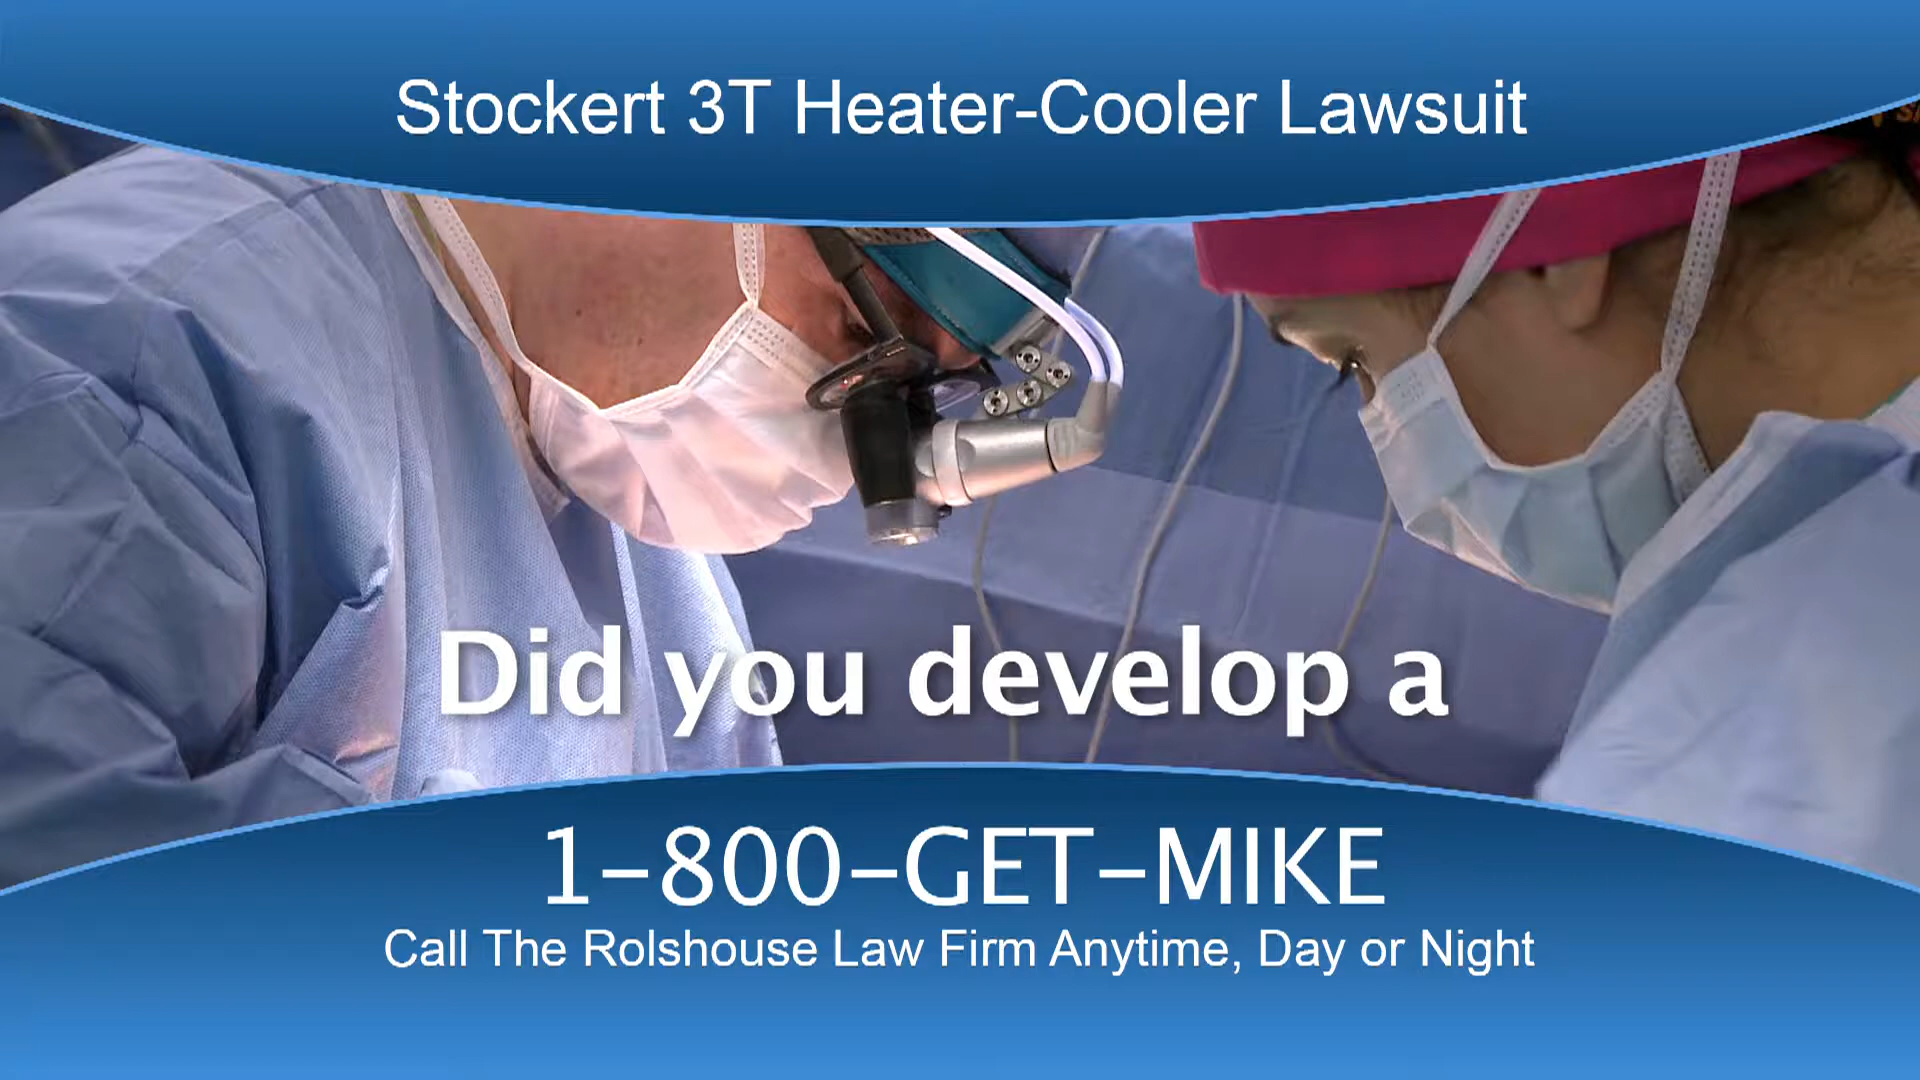 Stockert 3T Heater-Cooler Lawsuit
Did you develop a
1-800-GET-MIKE
Call The Rolshouse Law Firm Anytime, Day or Night